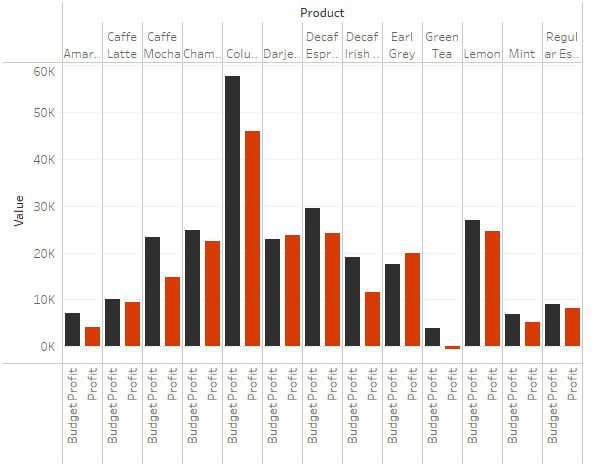 Product
Amar..
Caffe
Latte
Caffe
Mocha
Cham..
Colu..
Darje..
Decaf
Espr..
Decaf
Irish ..
Earl
Grey
Green
Tea
Lemon
Mint
Regul
ar Es..
Value
60K
50K
40K
30K
20K
10K
0K
Budget Profit
Profit
Budget Profit
Profit
Budget Profit
Profit
Budget Profit
Profit
Budget Profit
Profit
Budget Profit
Profit
Budget Profit
Profit
Budget Profit
Profit
Budget Profit
Profit
Budget Profit
Profit
Budget Profit
Profit
Budget Profit
Profit
Budget Profit
Profit